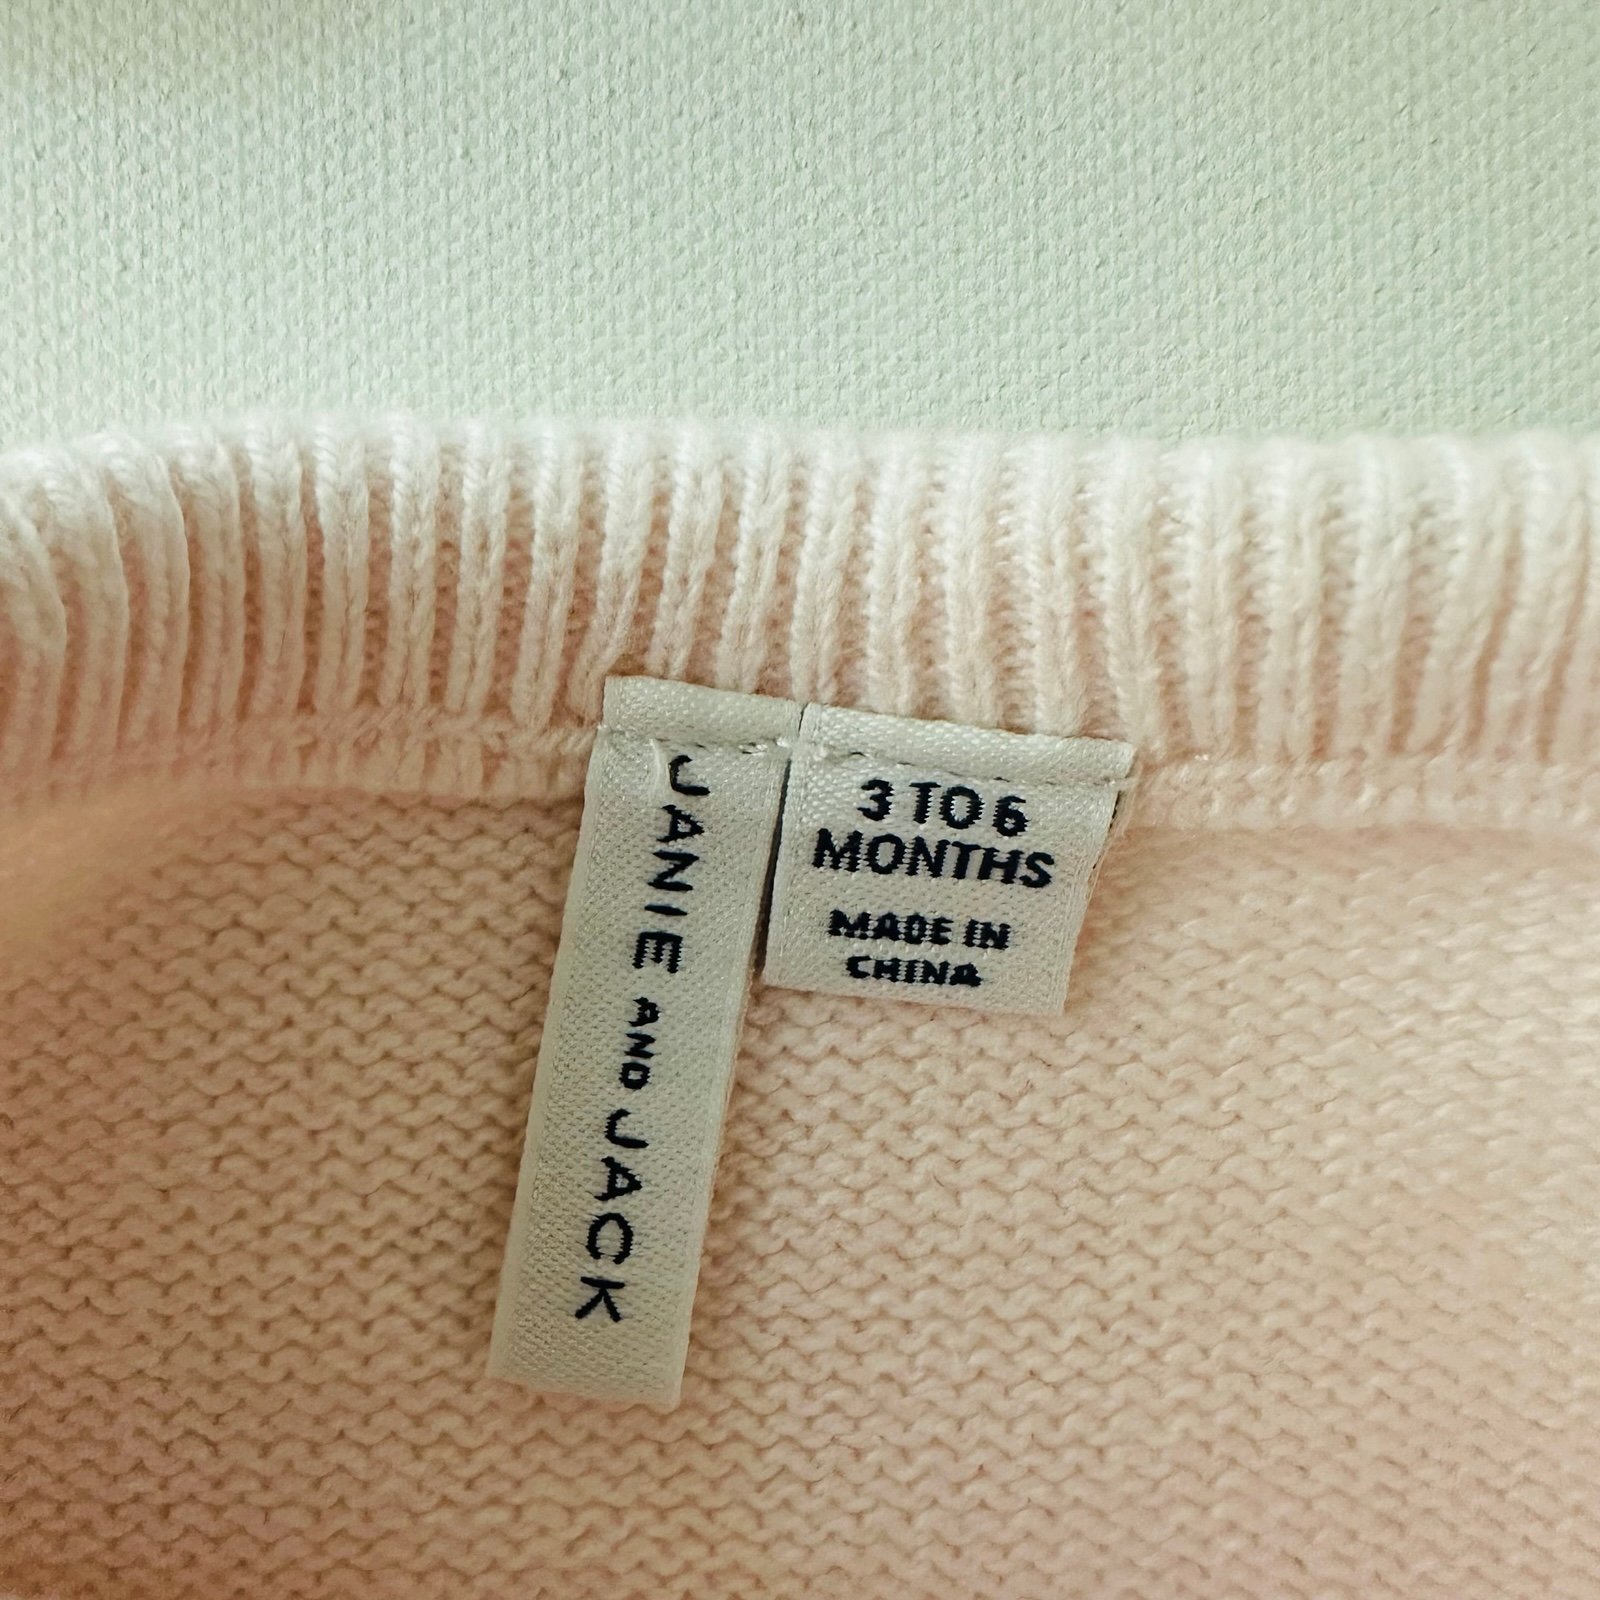 JANIE AND JACK
3 TO 6
MONTHS
MADE IN
CHINA